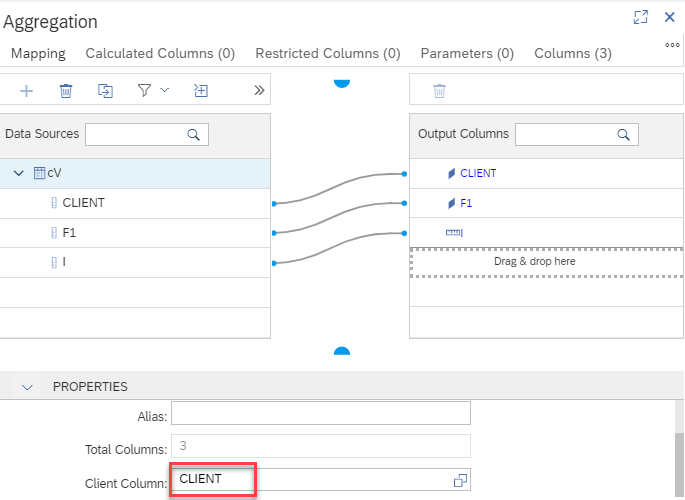 Aggregation
Mapping Calculated Columns (0) Restricted Columns (0) Parameters (0) Columns (3)
Data Sources
Output Columns
cV
CLIENT
F1
I
CLIENT
F1
I
Drag & drop here
PROPERTIES
Alias:
Total Columns: 3
Client Column: CLIENT